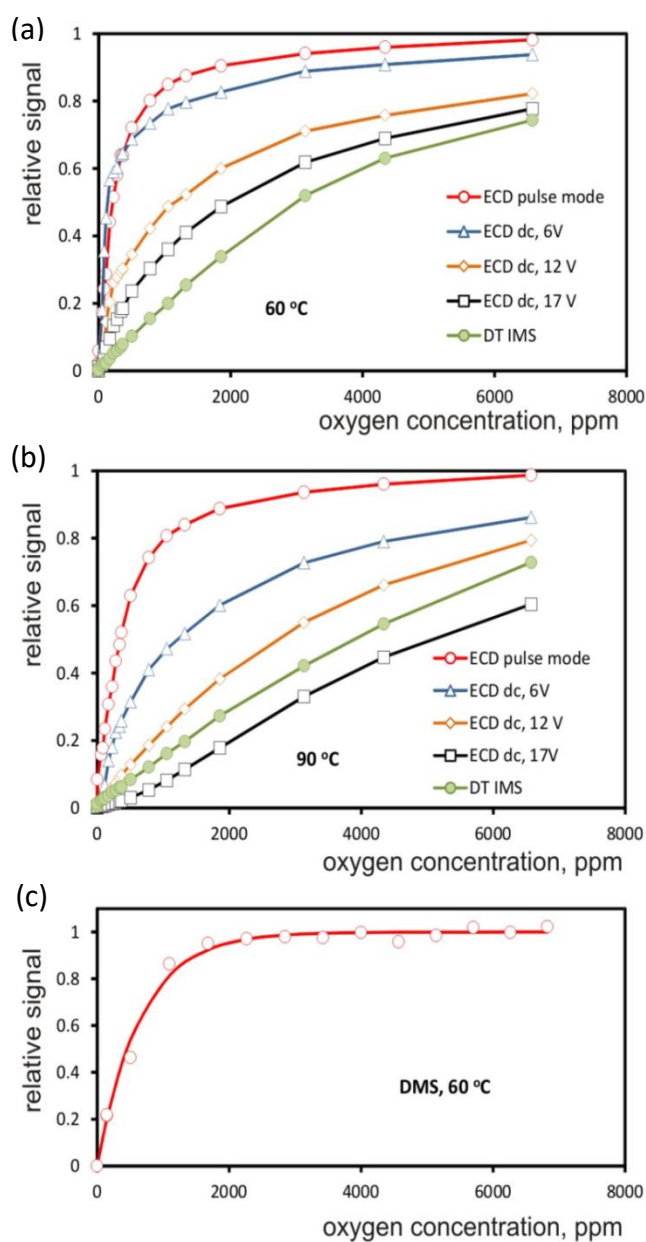 (a)
relative signal
1
0.8
0.6
0.4
0.2
0
ECD pulse mode
ECD dc, 6V
ECD dc, 12 V
ECD dc, 17 V
DT IMS
60 °C
0 2000 4000 6000 8000
oxygen concentration, ppm
(b)
relative signal
1
0.8
0.6
0.4
0.2
0
ECD pulse mode
ECD dc, 6V
ECD dc, 12 V
ECD dc, 17V
DT IMS
90 °C
0 2000 4000 6000 8000
oxygen concentration, ppm
(c)
relative signal
1
0.8
0.6
0.4
0.2
0
DMS, 60 °C
0 2000 4000 6000 8000
oxygen concentration, ppm